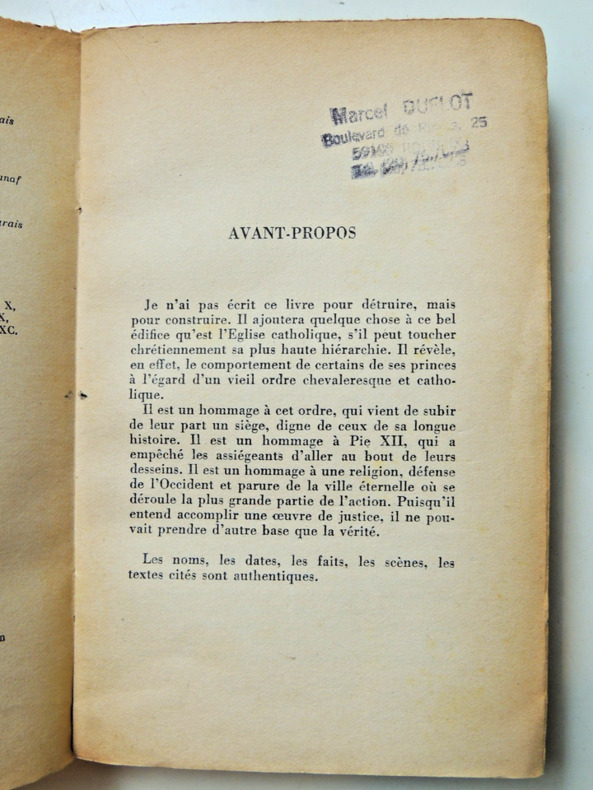 ais
anaf
rais
X,
X,
XC.
n
Marcel DUFLOT
Boulevard de 25
AVANT-PROPOS
Je n'ai pas écrit ce livre pour détruire, mais
pour construire. Il ajoutera quelque chose à ce bel
édifice qu'est l'Eglise catholique, s'il peut toucher
chrétiennement sa plus haute hiérarchie. Il révèle,
en effet, le comportement de certains de ses princes
à l'égard d'un vieil ordre chevaleresque et catho-
lique.
Il est un hommage à cet ordre, qui vient de subir
de leur part un siège, digne de ceux de sa longue
histoire. Il est un hommage à Pie XII, qui a
empêché les assiégeants d'aller au bout de leurs
desseins. Il est un hommage à une religion, défense
de l'Occident et parure de la ville éternelle où se
déroule la plus grande partie de l'action. Puisqu'il
entend accomplir une œuvre de justice, il ne pou-
vait prendre d'autre base que la vérité.
Les noms, les dates, les faits, les scènes, les
textes cités sont authentiques.